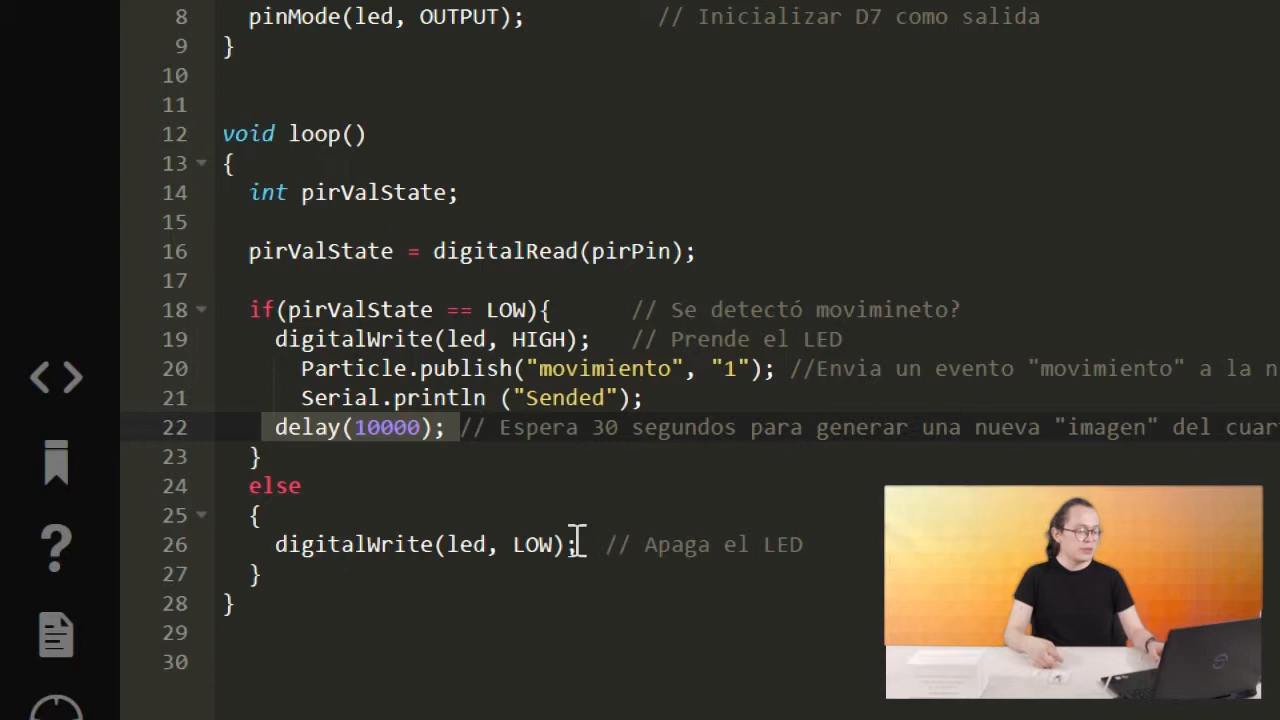 8 pinMode(led, OUTPUT); // Inicializar D7 como salida
9 }
10
11
12 void loop()
13 {
14 int pirValState;
15
16 pirValState = digitalRead(pirPin);
17
18 if(pirValState == LOW){ // Se detectó movimineto?
19 digitalWrite(led, HIGH); // Prende el LED
20 Particle.publish("movimiento", "1"); //Envia un evento "movimiento" a la n
21 Serial.println ("Sended");
22 delay(10000); // Espera 30 segundos para generar una nueva "imagen" del cuar
23 }
24 else
25 {
26 digitalWrite(led, LOW); // Apaga el LED
27 }
28 }
29
30